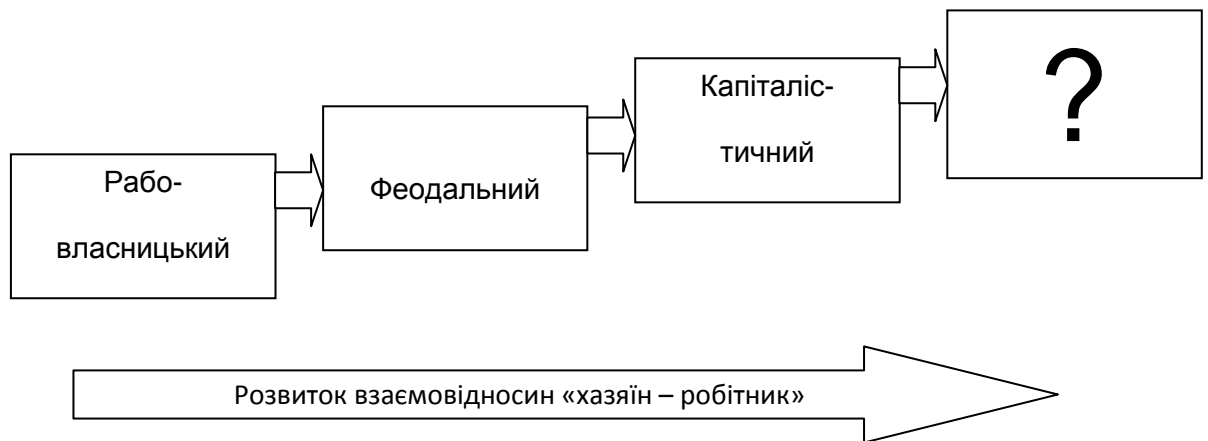 Рабо-
власницький
Феодальний
Капіталіс-
тичний
?
Розвиток взаємовідносин «хазяїн – робітник»